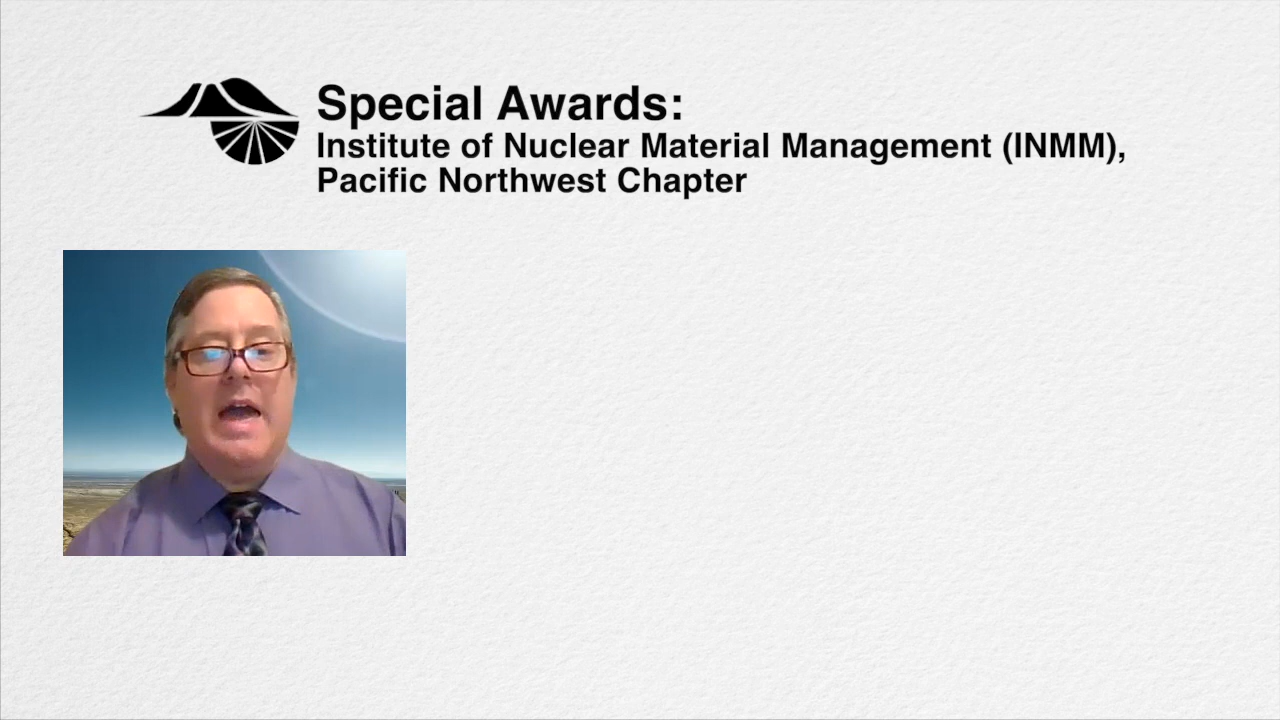 Special Awards:
Institute of Nuclear Material Management (INMM),
Pacific Northwest Chapter